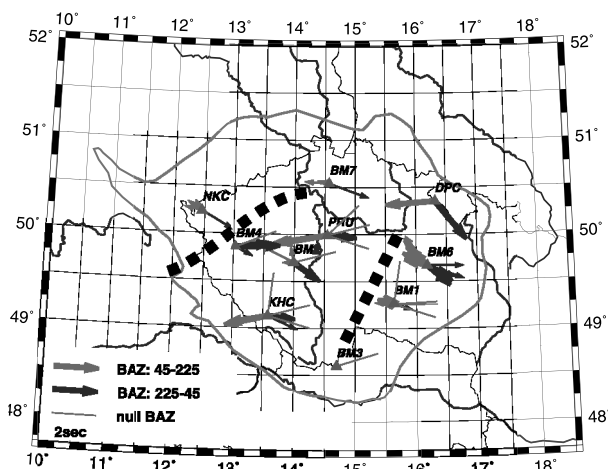 10° 11° 12° 13° 14° 15° 16° 17° 18°
52° 52°
51° 51°
BM7
DPC
NKC
50° 50°
PRU
BM4
BM6
BM1
KHC
49° 49°
BM3
BAZ: 45-225
BAZ: 225-45
null BAZ
2sec
48° 48°
10° 11° 12° 13° 14° 15° 16° 17° 18°